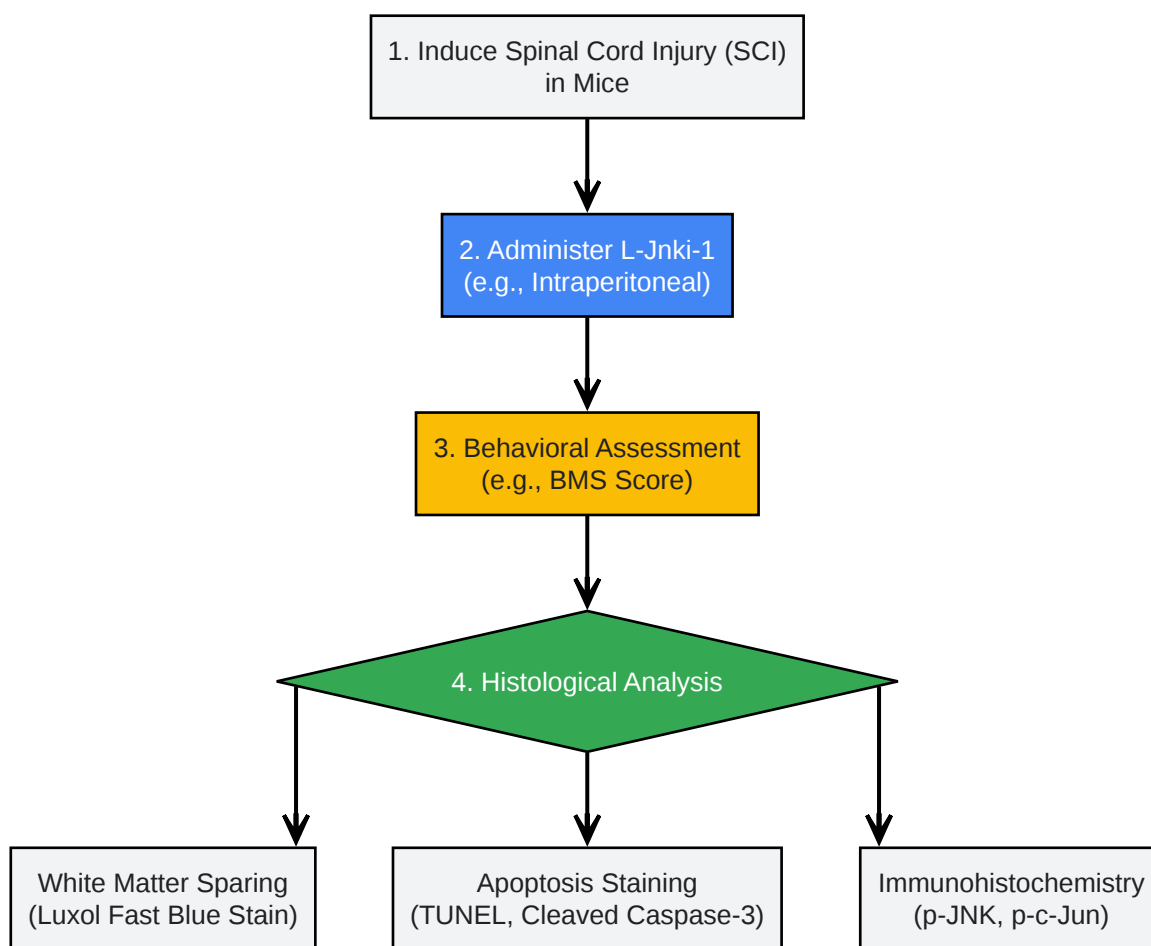 1. Induce Spinal Cord Injury (SCI)
in Mice
2. Administer L-Jnki-1
(e.g., Intraperitoneal)
3. Behavioral Assessment
(e.g., BMS Score)
4. Histological Analysis
White Matter Sparing
(Luxol Fast Blue Stain)
Apoptosis Staining
(TUNEL, Cleaved Caspase-3)
Immunohistochemistry
(p-JNK, p-c-Jun)